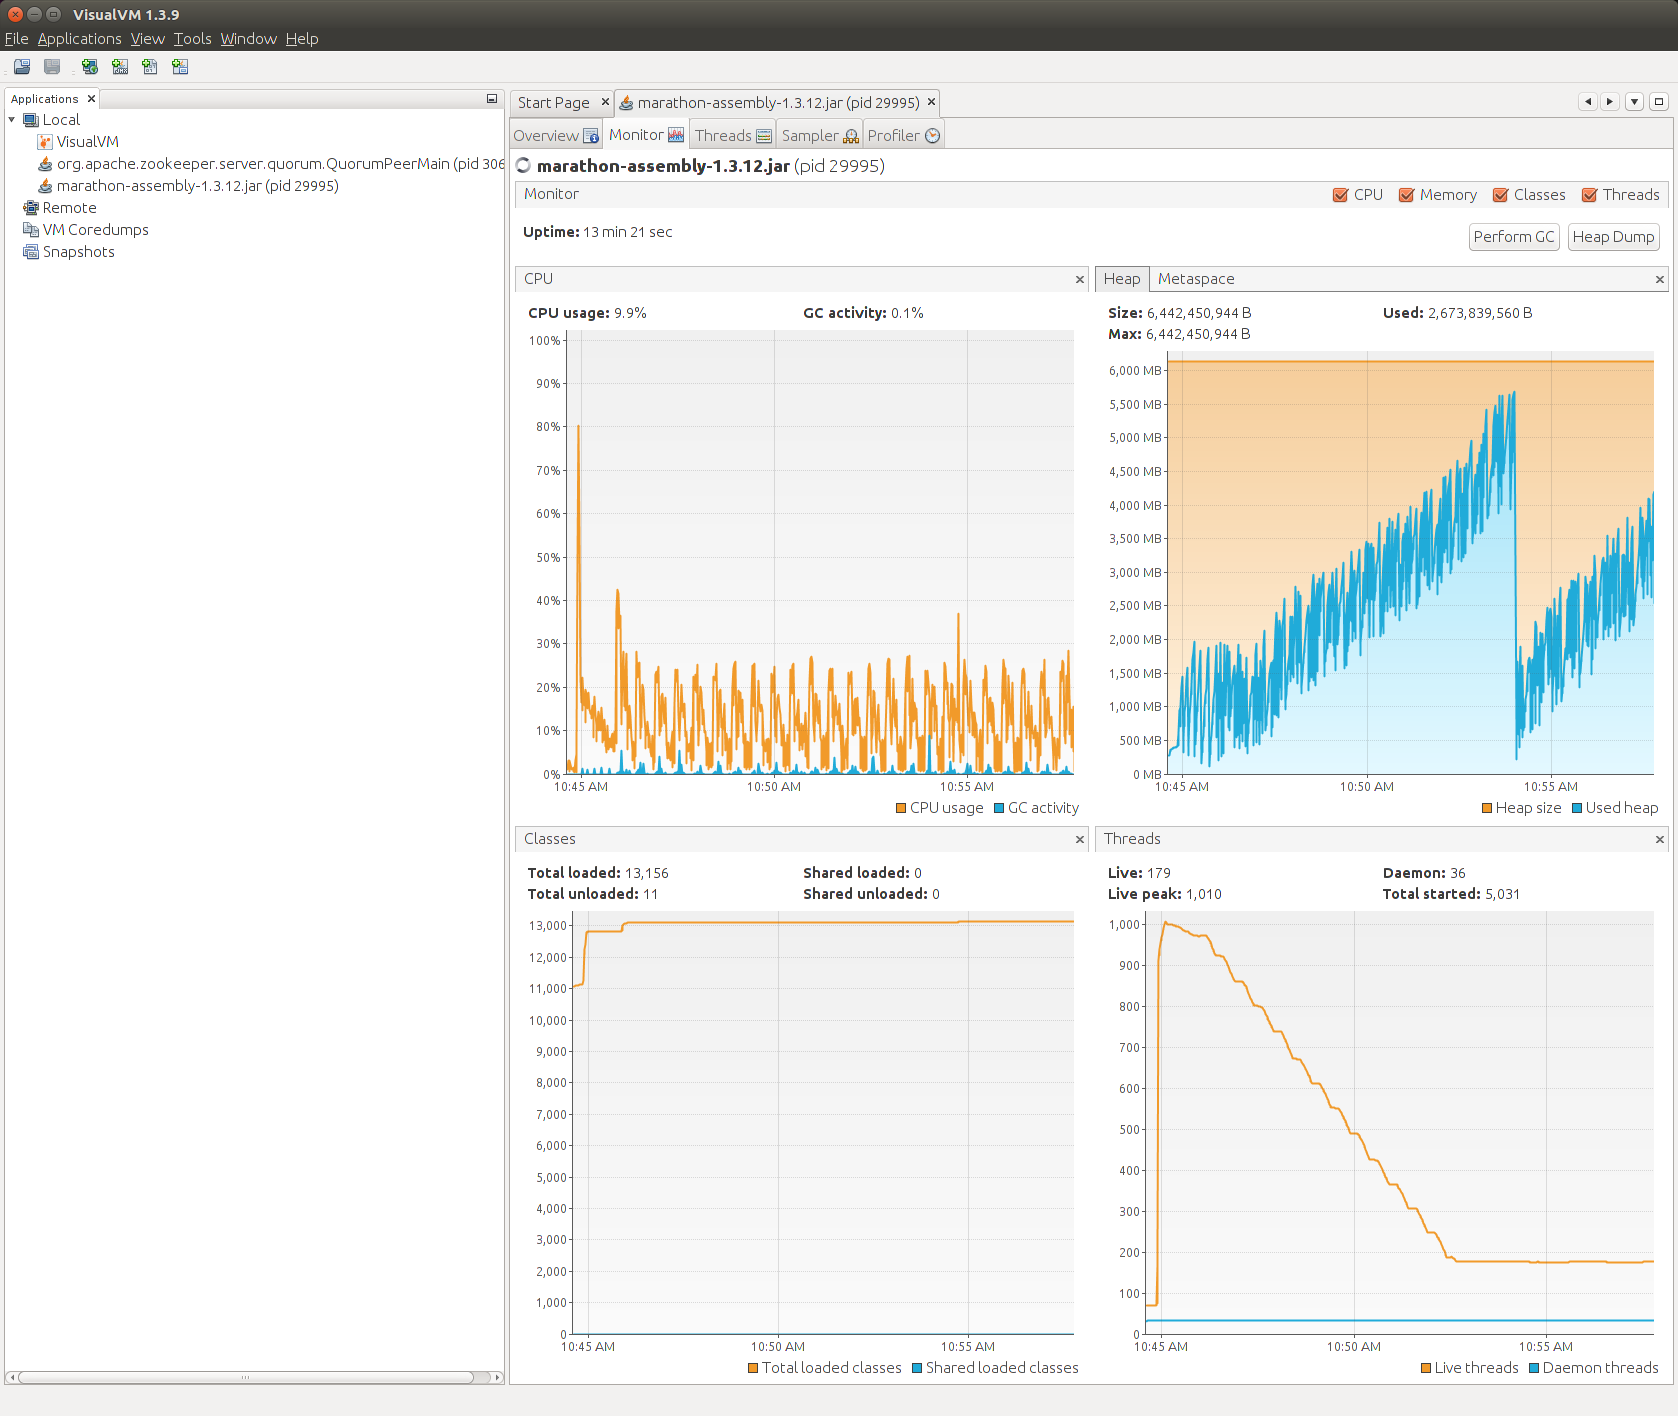 VisualVM 1.3.9
File Applications View Tools Window Help
Applications
Local
VisualVM
org.apache.zookeeper.server.quorum.QuorumPeerMain (pid 306
marathon-assembly-1.3.12.jar (pid 29995)
Remote
VM Coredumps
Snapshots
Start Page marathon-assembly-1.3.12.jar (pid 29995)
Overview Monitor Threads Sampler Profiler
marathon-assembly-1.3.12.jar (pid 29995)
Monitor CPU Memory Classes Threads
Uptime: 13 min 21 sec
Perform GC Heap Dump
CPU
CPU usage: 9.9% GC activity: 0.1%
100%
90%
80%
70%
60%
50%
40%
30%
20%
10%
0%
10:45 AM 10:50 AM 10:55 AM
CPU usage GC activity
Heap Metaspace
Size: 6,442,450,944 B Used: 2,673,839,560 B
Max: 6,442,450,944 B
6,000 MB
5,500 MB
5,000 MB
4,500 MB
4,000 MB
3,500 MB
3,000 MB
2,500 MB
2,000 MB
1,500 MB
1,000 MB
500 MB
0 MB
10:45 AM 10:50 AM 10:55 AM
Heap size Used heap
Classes
Total loaded: 13,156 Shared loaded: 0
Total unloaded: 11 Shared unloaded: 0
13,000
12,000
11,000
10,000
9,000
8,000
7,000
6,000
5,000
4,000
3,000
2,000
1,000
0
10:45 AM 10:50 AM 10:55 AM
Total loaded classes Shared loaded classes
Threads
Live: 179 Daemon: 36
Live peak: 1,010 Total started: 5,031
1,000
900
800
700
600
500
400
300
200
100
0
10:45 AM 10:50 AM 10:55 AM
Live threads Daemon threads